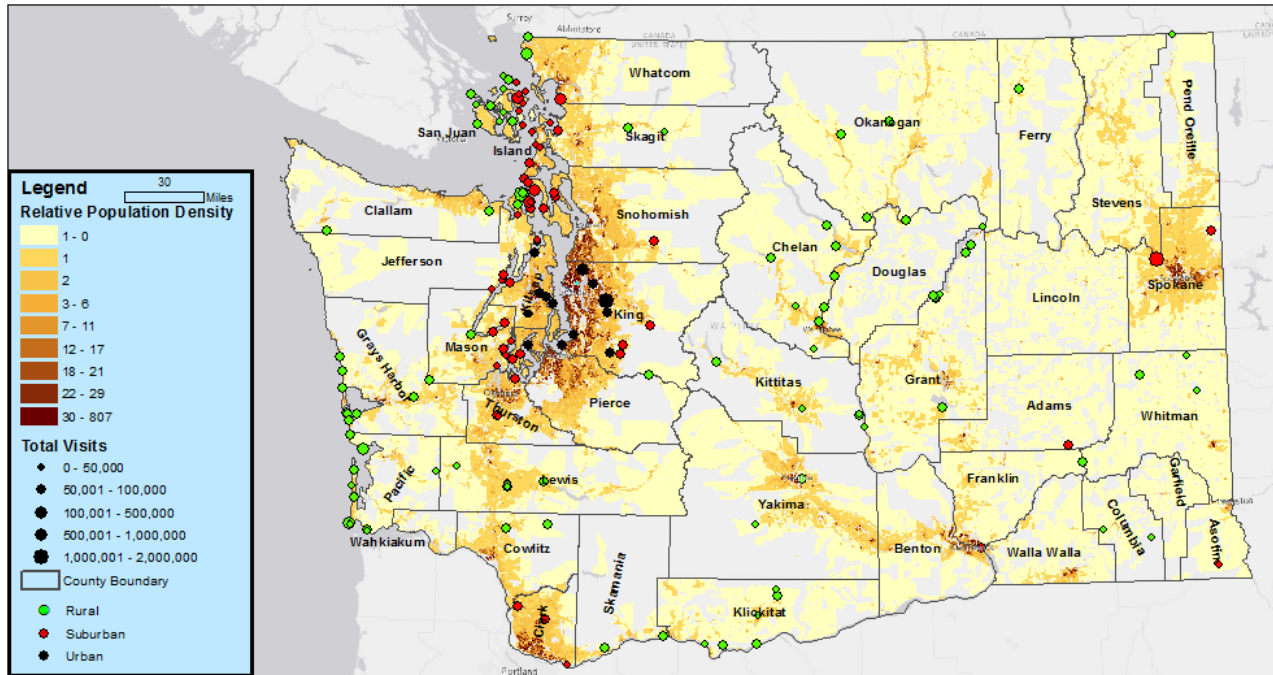 Surrey
Abbotsford
CANADA
UNITED STATES
CANADA
Whatcom
Okanogan
Ferry
Pend Oreille
San Juan
Skagit
Island
Stevens
Legend
30
Miles
Relative Population Density
1 - 0
1
2
3 - 6
7 - 11
12 - 17
18 - 21
22 - 29
30 - 807
Total Visits
0 - 50,000
50,001 - 100,000
100,001 - 500,000
500,001 - 1,000,000
1,000,001 - 2,000,000
County Boundary
Rural
Suburban
Urban
Clallam
Snohomish
Chelan
Jefferson
Douglas
Spokane
Lincoln
Kitsap
King
Grays Harbor
Mason
Kittitas
Grant
Pierce
Adams
Whitman
Thurston
Pacific
Lewis
Franklin
Garfield
Yakima
Columbia
Asotin
Wahkiakum
Cowlitz
Benton
Walla Walla
Skamania
Klickitat
Clark
Portland